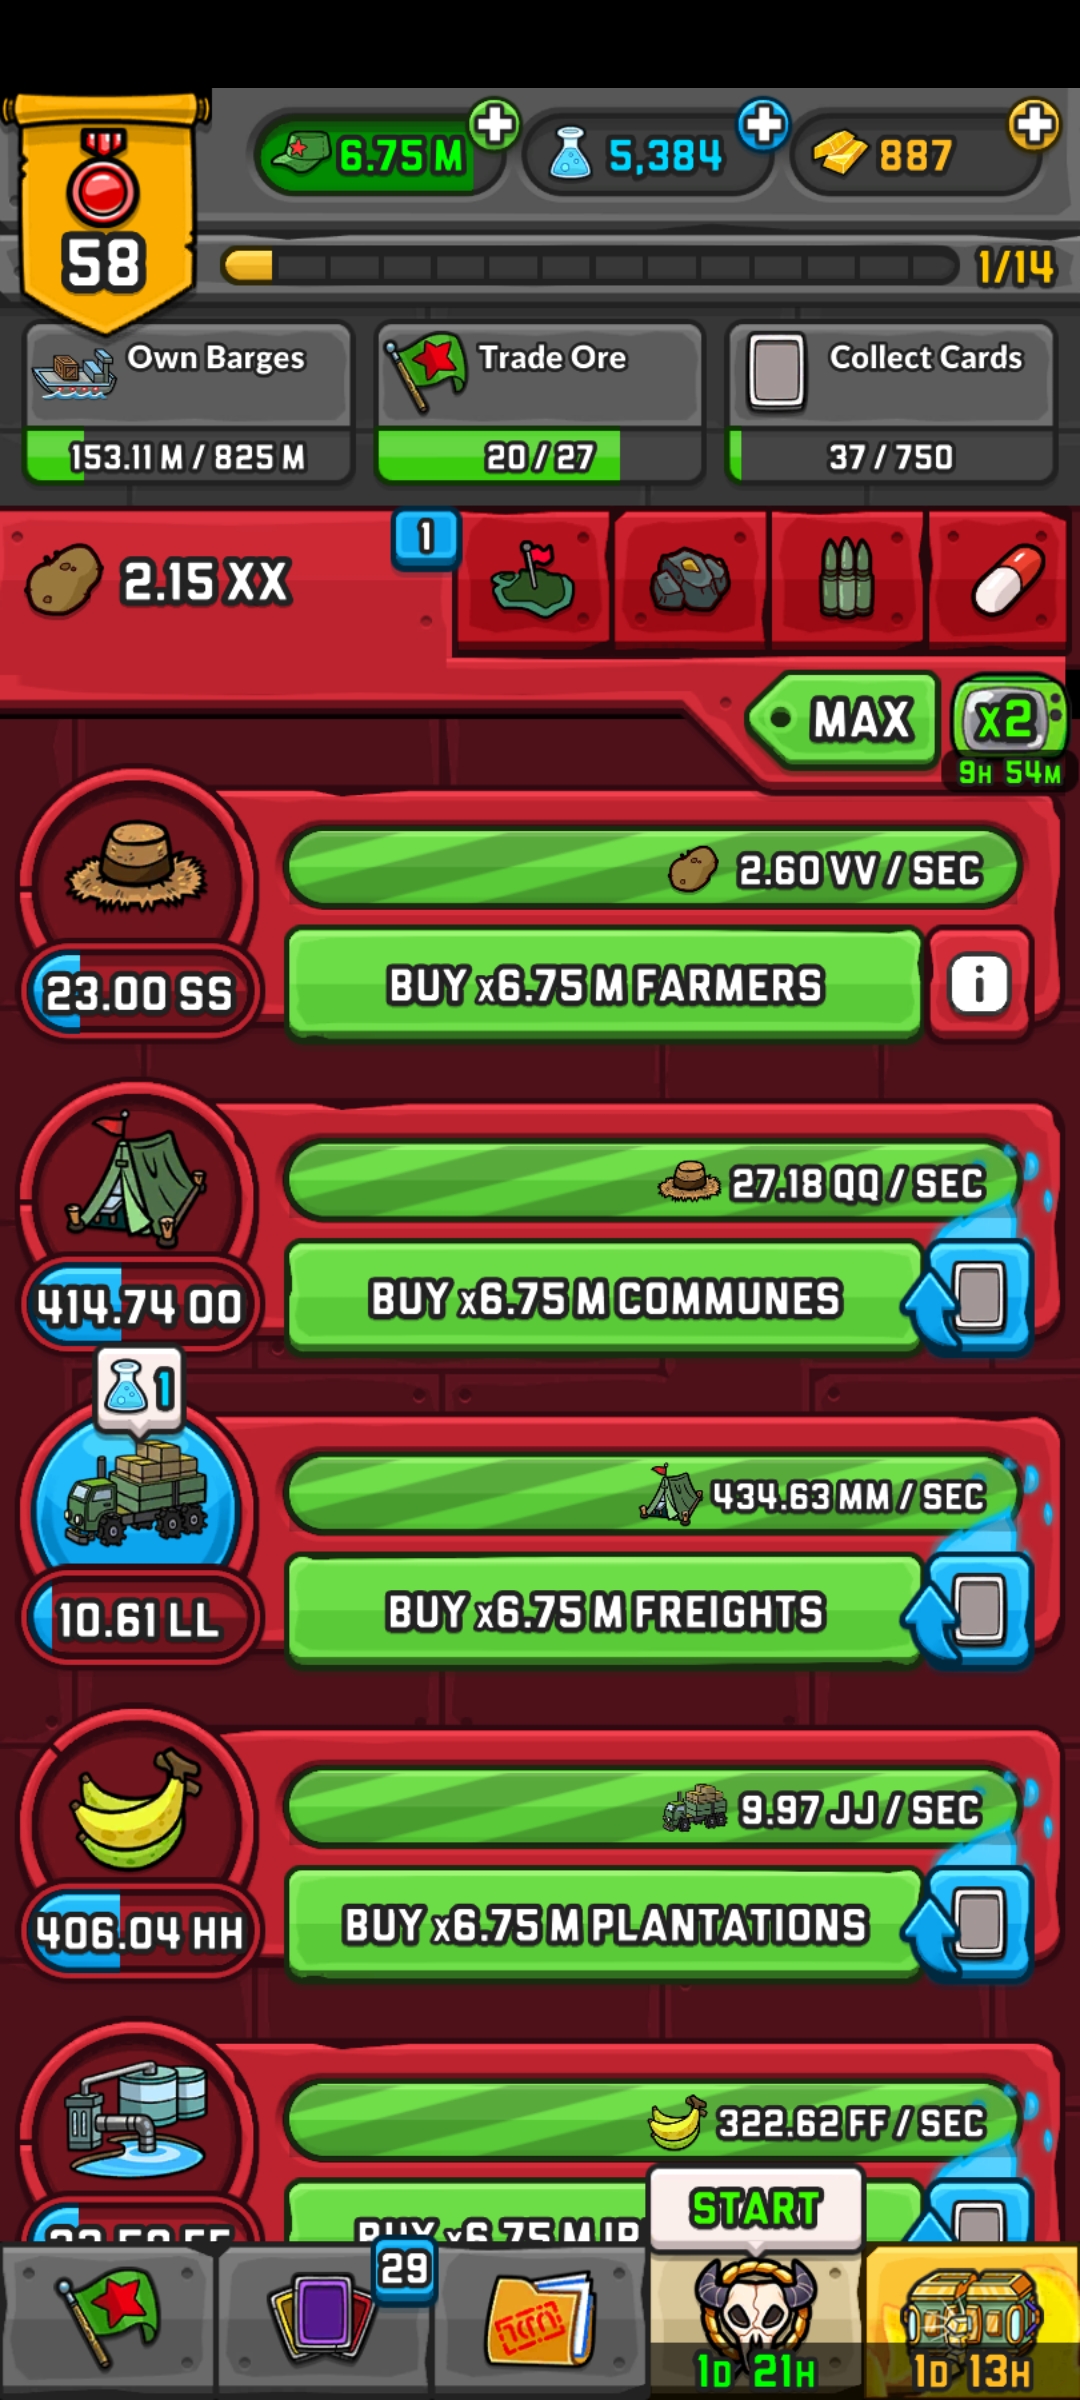 58
6.75 M
5,384
887
1/14
Own Barges
153.11 M / 825 M
Trade Ore
20 / 27
Collect Cards
37 / 750
2.15 XX
1
MAX
x2
9H 54M
2.60 VV / SEC
23.00 SS
BUY x6.75 M FARMERS
i
27.18 QQ / SEC
414.74 OO
BUY x6.75 M COMMUNES
1
434.63 MM / SEC
10.61 LL
BUY x6.75 M FREIGHTS
9.97 JJ / SEC
406.04 HH
BUY x6.75 M PLANTATIONS
322.62 FF / SEC
BUY x6.75 M
START
29
1D 21H
1D 13H